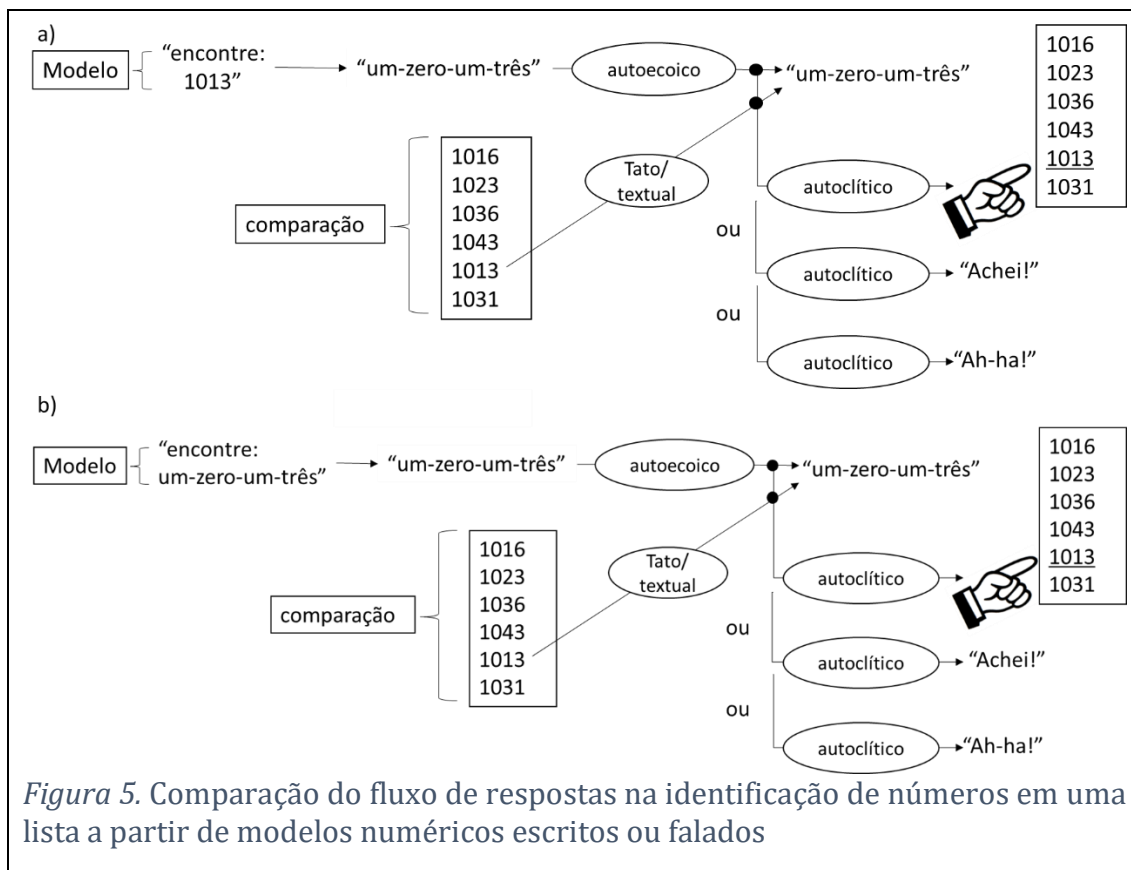 a)
Modelo
“encontre:
1013”
“um-zero-um-três”
autoecoico
“um-zero-um-três”
1016
1023
1036
1043
1013
1031
comparação
1016
1023
1036
1043
1013
1031
Tato/
textual
autoclítico
ou
autoclítico
“Achei!”
ou
autoclítico
“Ah-ha!”
b)
Modelo
“encontre:
um-zero-um-três”
“um-zero-um-três”
autoecoico
“um-zero-um-três”
1016
1023
1036
1043
1013
1031
comparação
1016
1023
1036
1043
1013
1031
Tato/
textual
autoclítico
ou
autoclítico
“Achei!”
ou
autoclítico
“Ah-ha!”
Figura 5. Comparação do fluxo de respostas na identificação de números em uma
lista a partir de modelos numéricos escritos ou falados